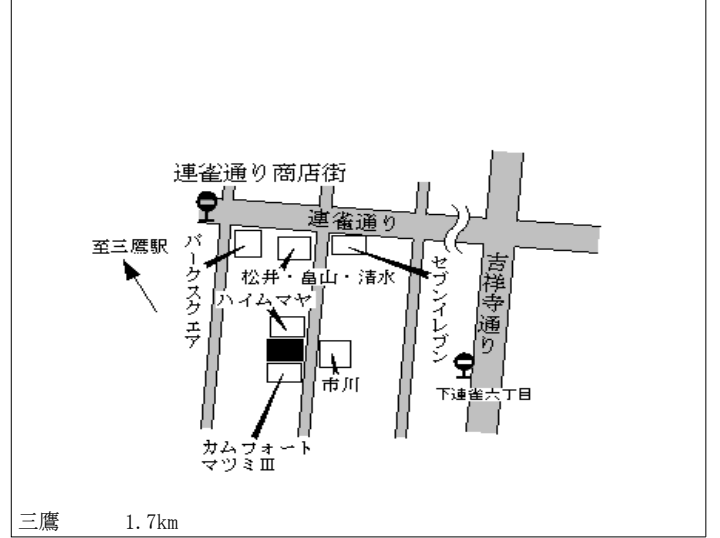 連雀通り商店街
連雀通り
至三鷹駅
パークスクエア
松井・畠山・清水
セブンイレブン
吉祥寺通り
ハイムマヤ
市川
下連雀六丁目
カムフォート
マツミⅢ
三鷹 1.7km